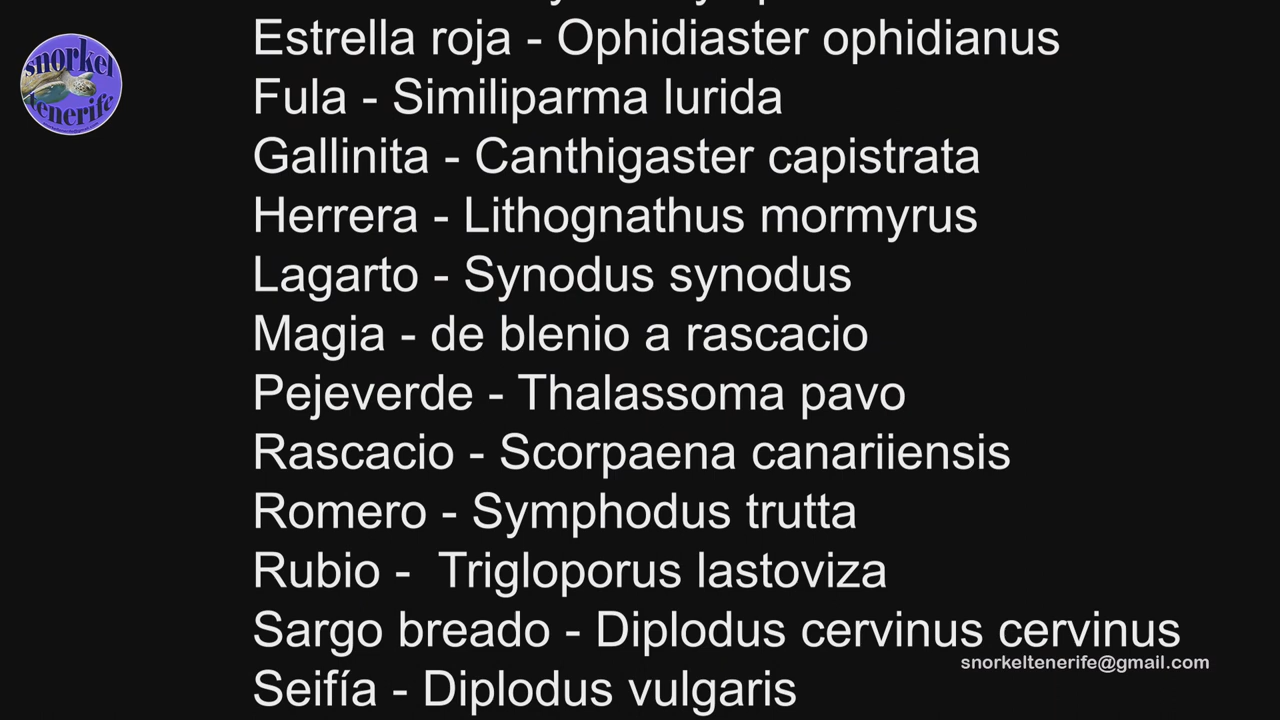 snorkel
tenerife
Estrella roja - Ophidiaster ophidianus
Fula - Similiparma lurida
Gallinita - Canthigaster capistrata
Herrera - Lithognathus mormyrus
Lagarto - Synodus synodus
Magia - de blenio a rascacio
Pejeverde - Thalassoma pavo
Rascacio - Scorpaena canariiensis
Romero - Symphodus trutta
Rubio -  Trigloporus lastoviza
Sargo breado - Diplodus cervinus cervinus
snorkeltenerife@gmail.com
Seifía - Diplodus vulgaris